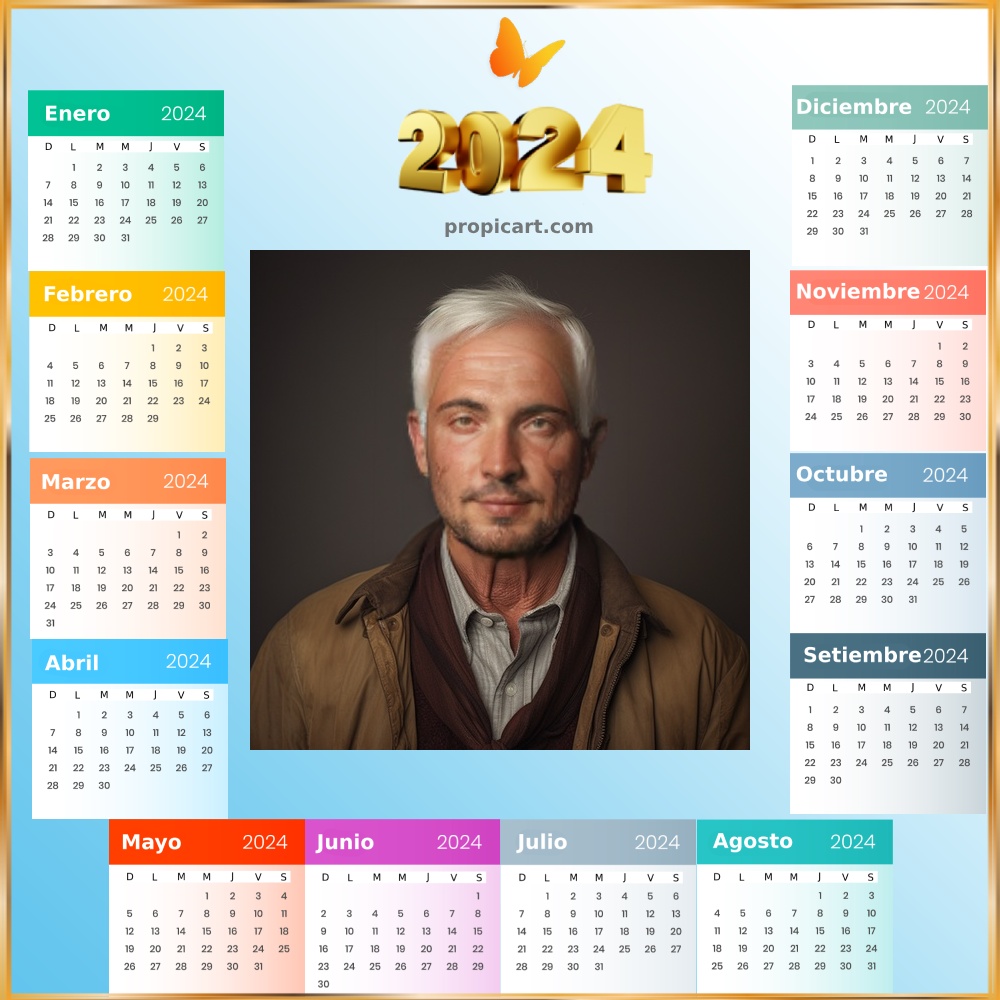 2024
propicart.com
Enero 2024
D L M M J V S
1 2 3 4 5 6
7 8 9 10 11 12 13
14 15 16 17 18 19 20
21 22 23 24 25 26 27
28 29 30 31
Febrero 2024
D L M M J V S
1 2 3
4 5 6 7 8 9 10
11 12 13 14 15 16 17
18 19 20 21 22 23 24
25 26 27 28 29
Marzo 2024
D L M M J V S
1 2
3 4 5 6 7 8 9
10 11 12 13 14 15 16
17 18 19 20 21 22 23
24 25 26 27 28 29 30
31
Abril 2024
D L M M J V S
1 2 3 4 5 6
7 8 9 10 11 12 13
14 15 16 17 18 19 20
21 22 23 24 25 26 27
28 29 30
Mayo 2024
D L M M J V S
1 2 3 4
5 6 7 8 9 10 11
12 13 14 15 16 17 18
19 20 21 22 23 24 25
26 27 28 29 30 31
Junio 2024
D L M M J V S
1
2 3 4 5 6 7 8
9 10 11 12 13 14 15
16 17 18 19 20 21 22
23 24 25 26 27 28 29
30
Julio 2024
D L M M J V S
1 2 3 4 5 6
7 8 9 10 11 12 13
14 15 16 17 18 19 20
21 22 23 24 25 26 27
28 29 30 31
Agosto 2024
D L M M J V S
1 2 3
4 5 6 7 8 9 10
11 12 13 14 15 16 17
18 19 20 21 22 23 24
25 26 27 28 29 30 31
Setiembre 2024
D L M M J V S
1 2 3 4 5 6 7
8 9 10 11 12 13 14
15 16 17 18 19 20 21
22 23 24 25 26 27 28
29 30
Octubre 2024
D L M M J V S
1 2 3 4 5
6 7 8 9 10 11 12
13 14 15 16 17 18 19
20 21 22 23 24 25 26
27 28 29 30 31
Noviembre 2024
D L M M J V S
1 2
3 4 5 6 7 8 9
10 11 12 13 14 15 16
17 18 19 20 21 22 23
24 25 26 27 28 29 30
Diciembre 2024
D L M M J V S
1 2 3 4 5 6 7
8 9 10 11 12 13 14
15 16 17 18 19 20 21
22 23 24 25 26 27 28
29 30 31